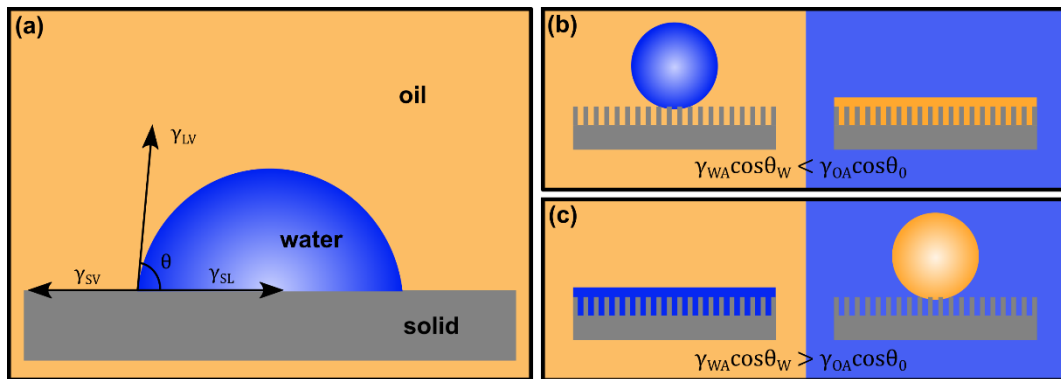 (a)
oil
γLV
θ
water
γSV
γSL
solid
(b)
γWAcosθW < γOAcosθ0
(c)
γWAcosθW > γOAcosθ0